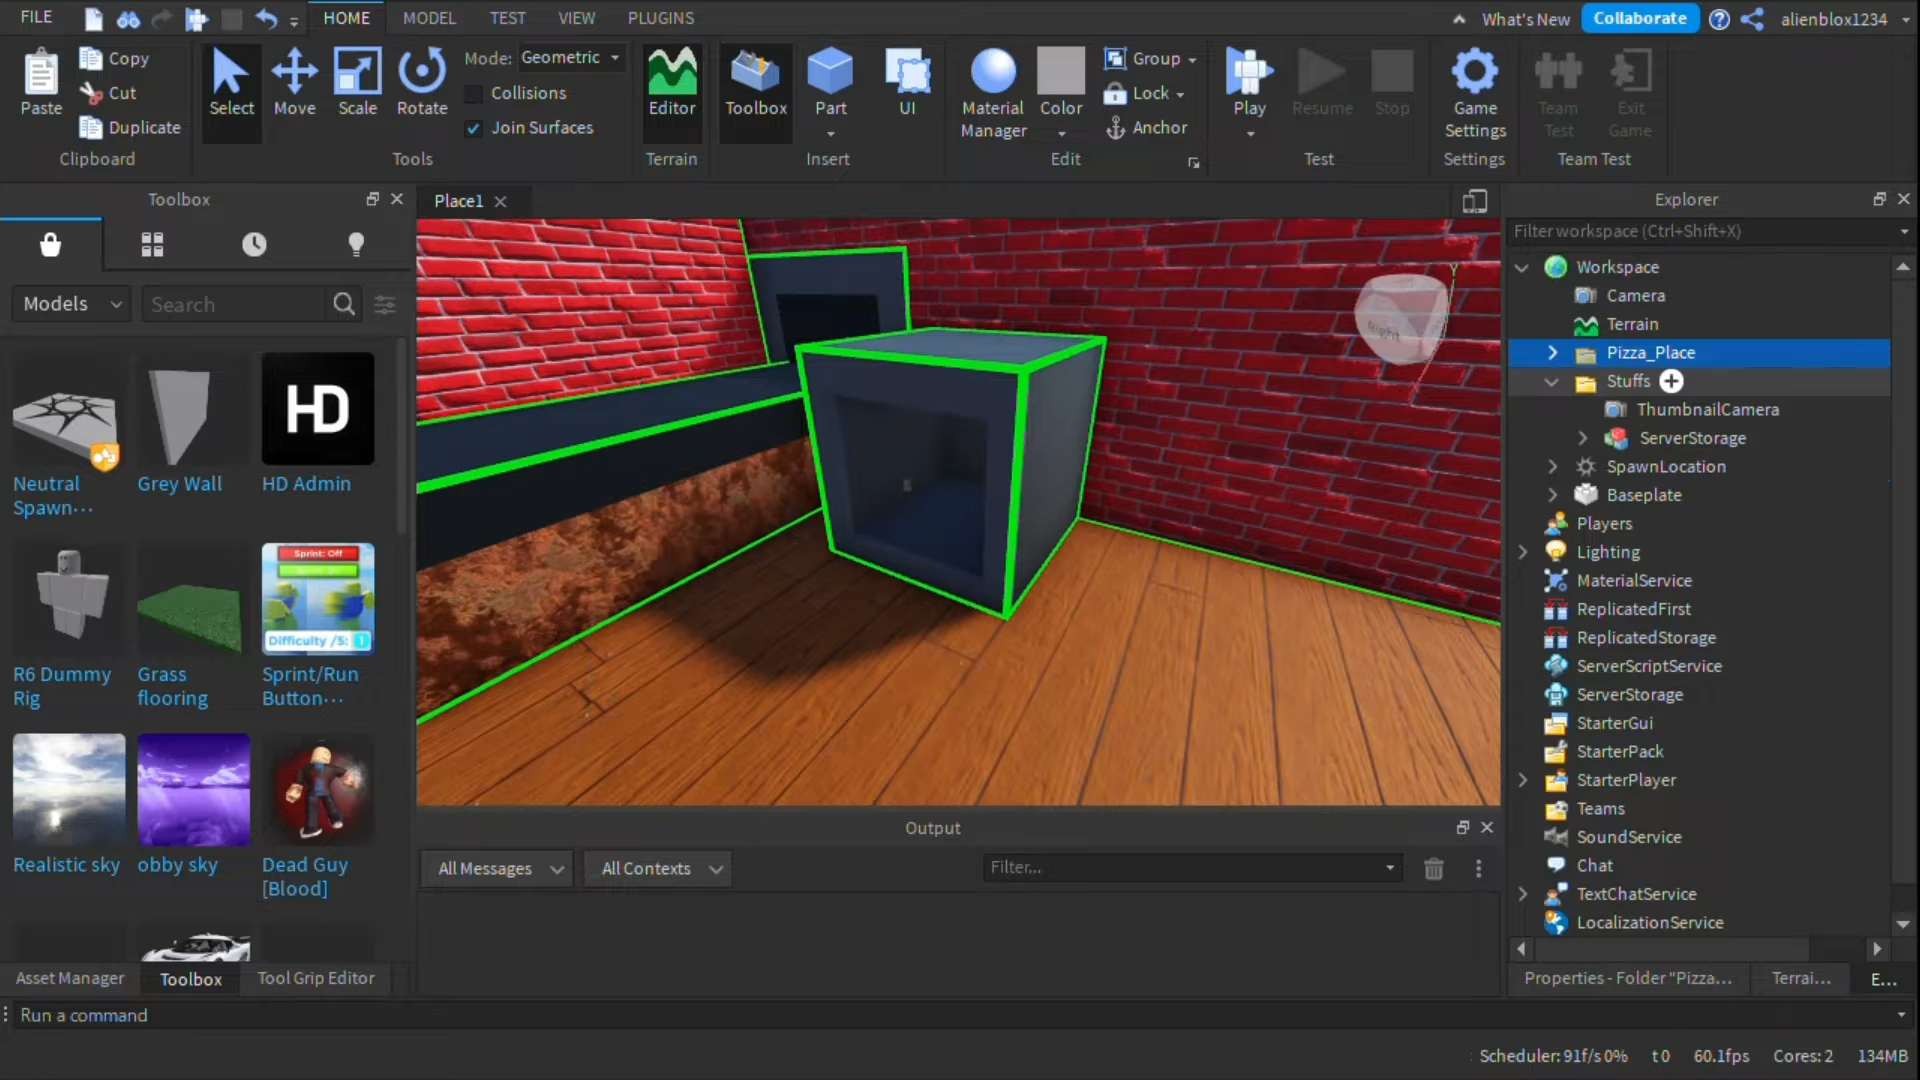 FILE
HOME
MODEL
TEST
VIEW
PLUGINS
What's New
Collaborate
alienblox1234
Paste
Copy
Cut
Duplicate
Clipboard
Select
Move
Scale
Rotate
Mode: Geometric
Collisions
Join Surfaces
Tools
Editor
Terrain
Toolbox
Part
UI
Insert
Material Manager
Color
Group
Lock
Anchor
Edit
Play
Resume
Stop
Test
Game Settings
Settings
Team Test
Exit Game
Team Test
Toolbox
Models
Search
HD
Neutral Spawn...
Grey Wall
HD Admin
Sprint: Off
Difficulty /5: 1
R6 Dummy Rig
Grass flooring
Sprint/Run Button...
Realistic sky
obby sky
Dead Guy [Blood]
Asset Manager
Toolbox
Tool Grip Editor
Place1
Right
Output
All Messages
All Contexts
Filter...
Explorer
Filter workspace (Ctrl+Shift+X)
Workspace
Camera
Terrain
Pizza_Place
Stuffs
ThumbnailCamera
ServerStorage
SpawnLocation
Baseplate
Players
Lighting
MaterialService
ReplicatedFirst
ReplicatedStorage
ServerScriptService
ServerStorage
StarterGui
StarterPack
StarterPlayer
Teams
SoundService
Chat
TextChatService
LocalizationService
Properties - Folder "Pizza...
Terrai...
E...
Run a command
Scheduler: 91f/s 0%
t 0
60.1fps
Cores: 2
134MB